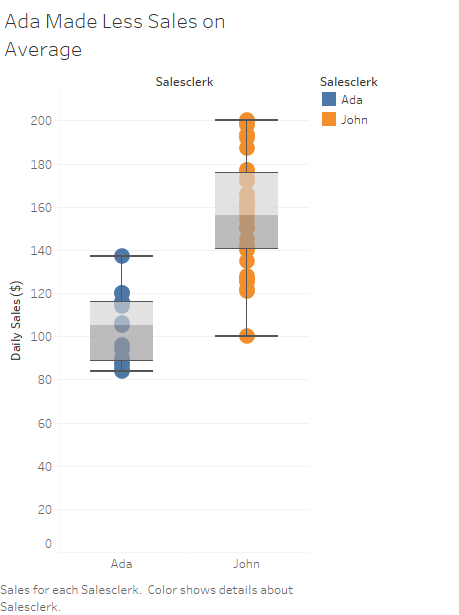 Ada Made Less Sales on
Average
Salesclerk
Salesclerk
Ada
John
200
180
160
140
120
100
80
60
40
20
0
Daily Sales ($)
Ada
John
Sales for each Salesclerk. Color shows details about
Salesclerk.